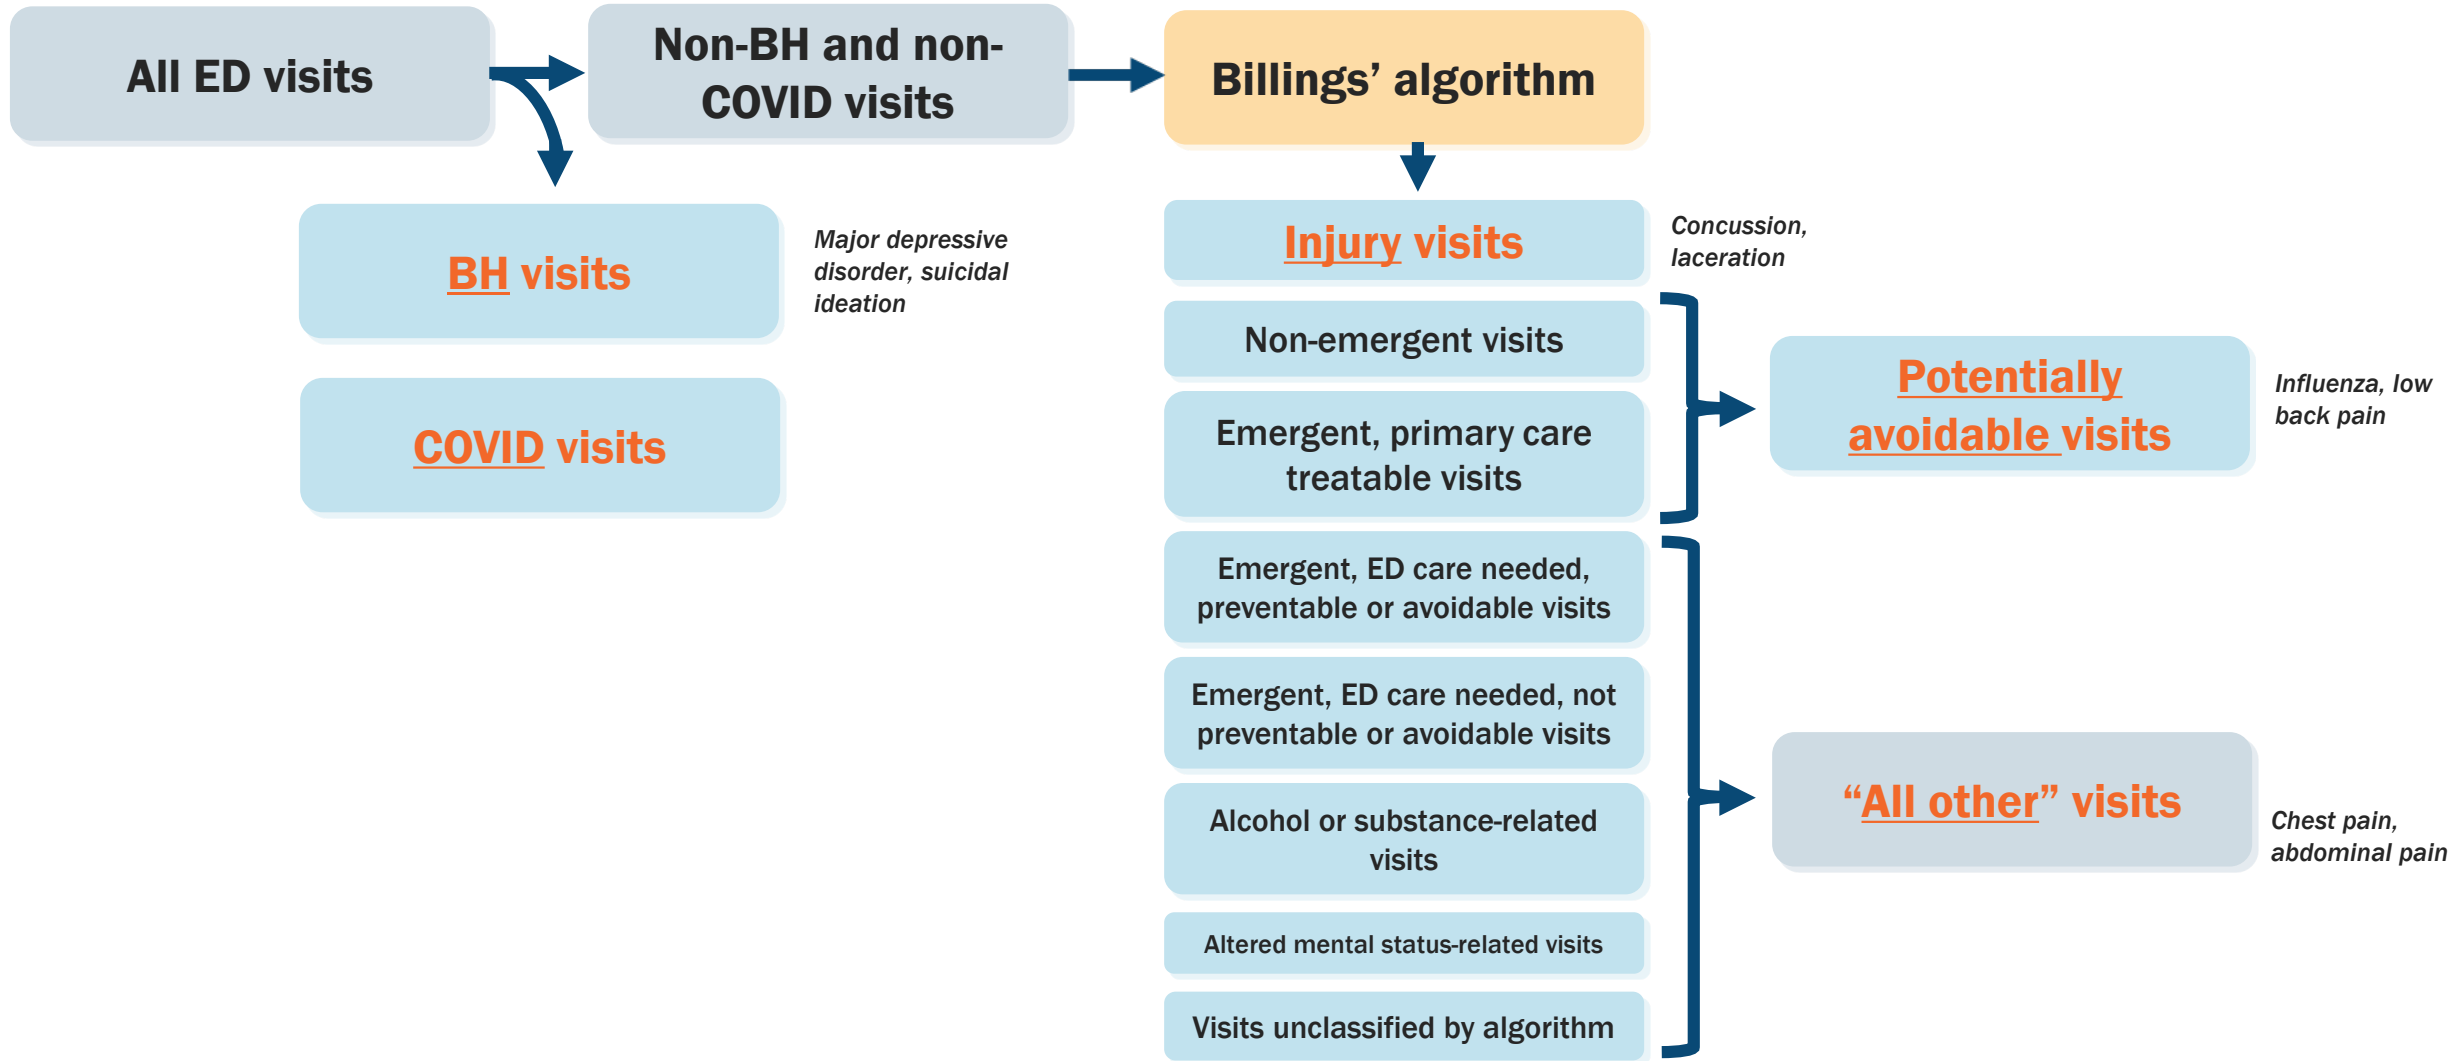 All ED visits
Non-BH and non-
COVID visits
Billings’ algorithm
BH visits
Major depressive
disorder, suicidal
ideation
COVID visits
Injury visits
Concussion,
laceration
Non-emergent visits
Emergent, primary care
treatable visits
Potentially
avoidable visits
Influenza, low
back pain
Emergent, ED care needed,
preventable or avoidable visits
Emergent, ED care needed, not
preventable or avoidable visits
Alcohol or substance-related
visits
Altered mental status-related visits
Visits unclassified by algorithm
“All other” visits
Chest pain,
abdominal pain